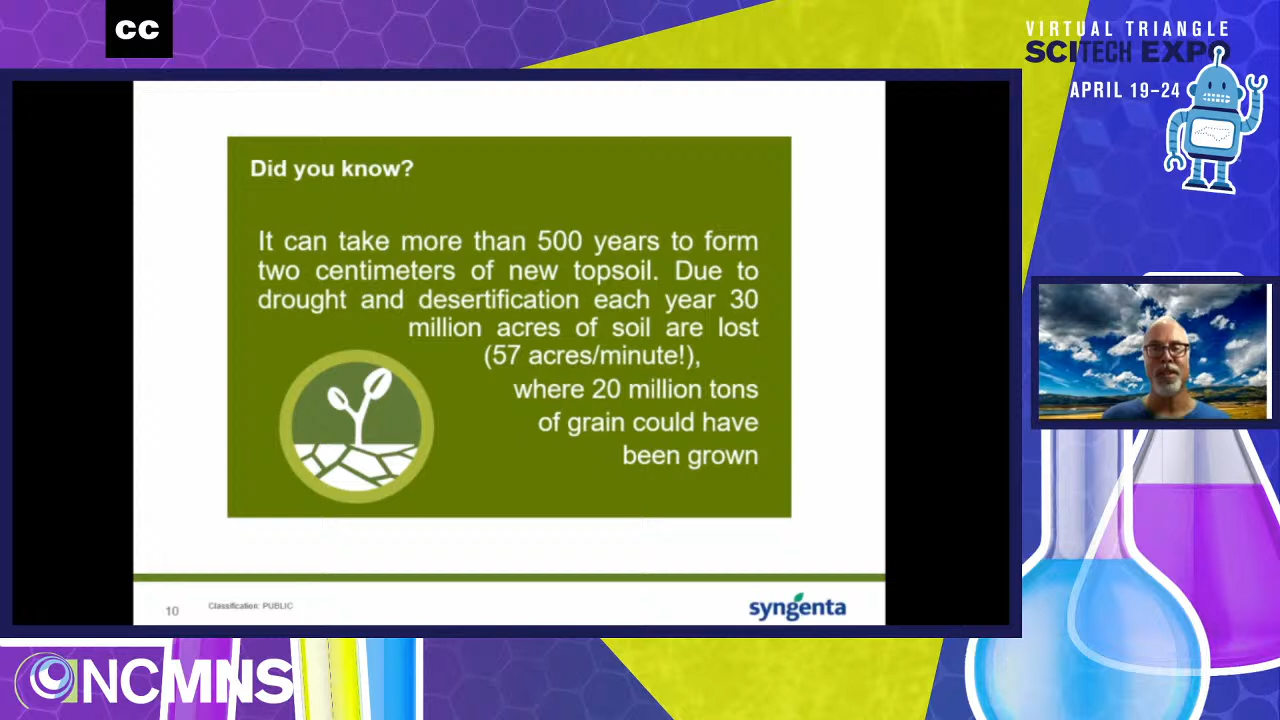 CC
VIRTUAL TRIANGLE
SCITECH EXPO
APRIL 19–24
Did you know?
It can take more than 500 years to form
two centimeters of new topsoil. Due to
drought and desertification each year 30
million acres of soil are lost
(57 acres/minute!),
where 20 million tons
of grain could have
been grown
10
Classification: PUBLIC
syngenta
NCMNS